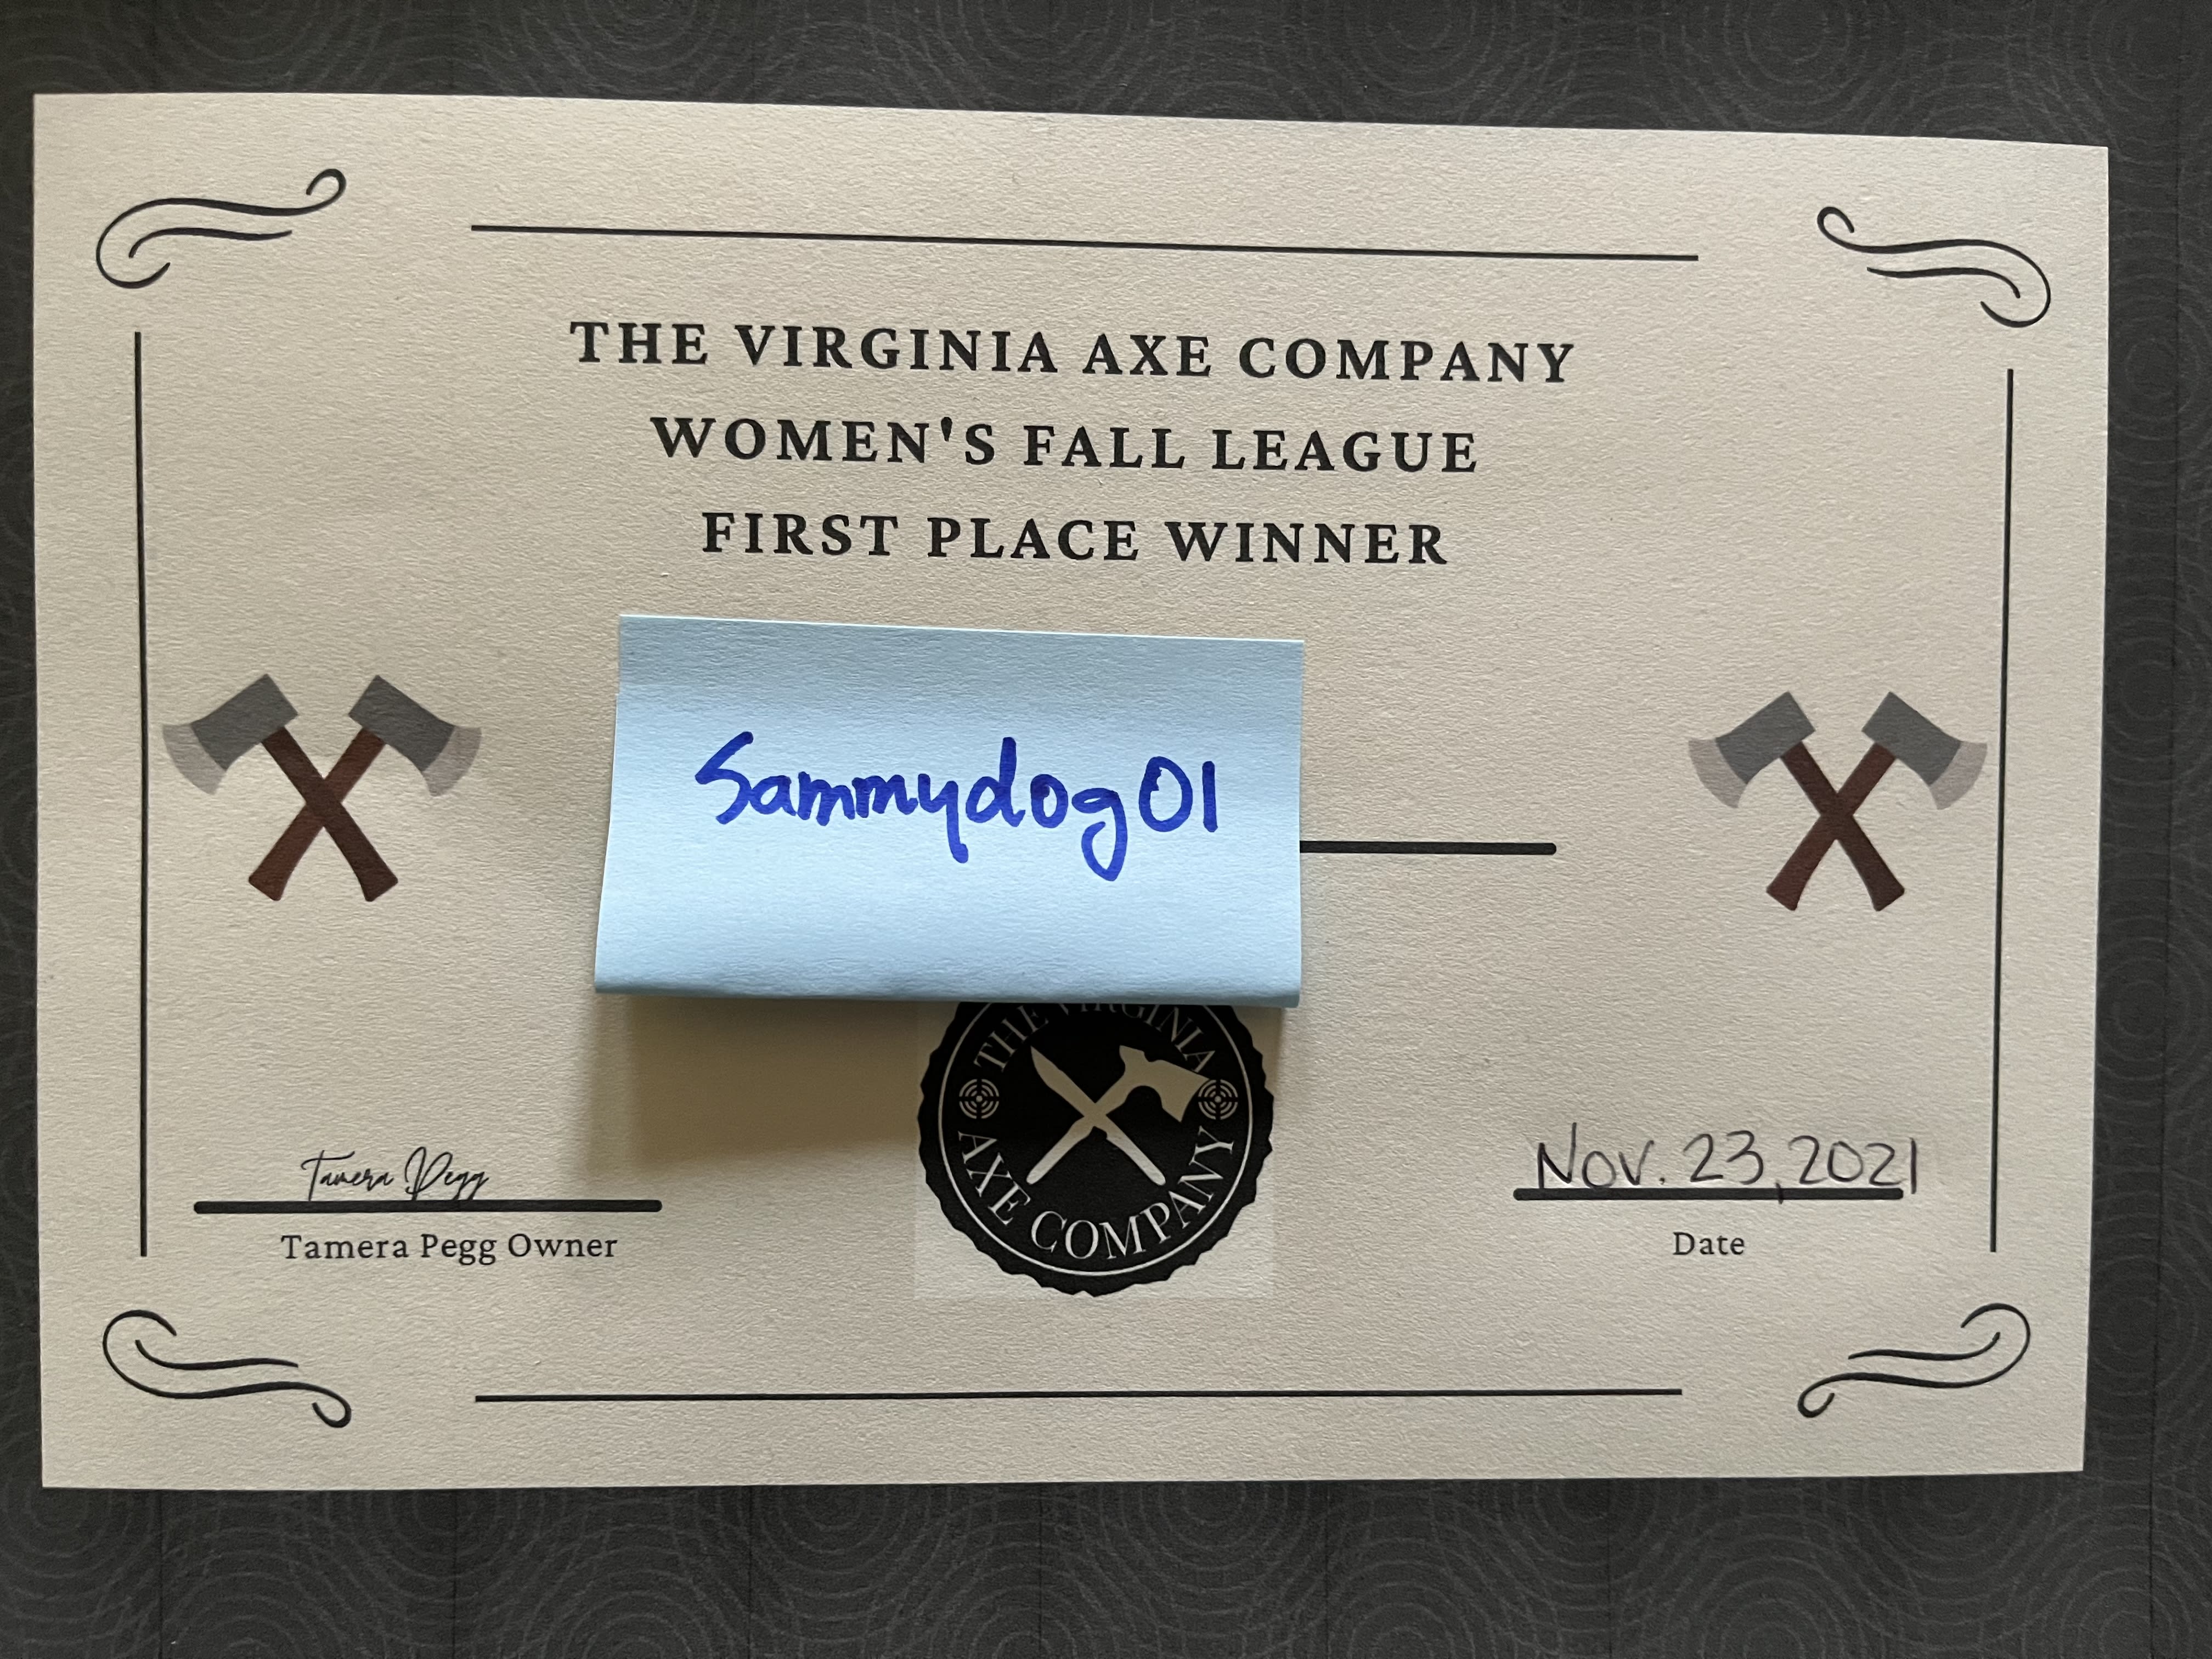 THE VIRGINIA AXE COMPANY
WOMEN'S FALL LEAGUE
FIRST PLACE WINNER
Sammydog01
THE VIRGINIA
AXE COMPANY
Tamera Pegg
Tamera Pegg Owner
Nov. 23, 2021
Date